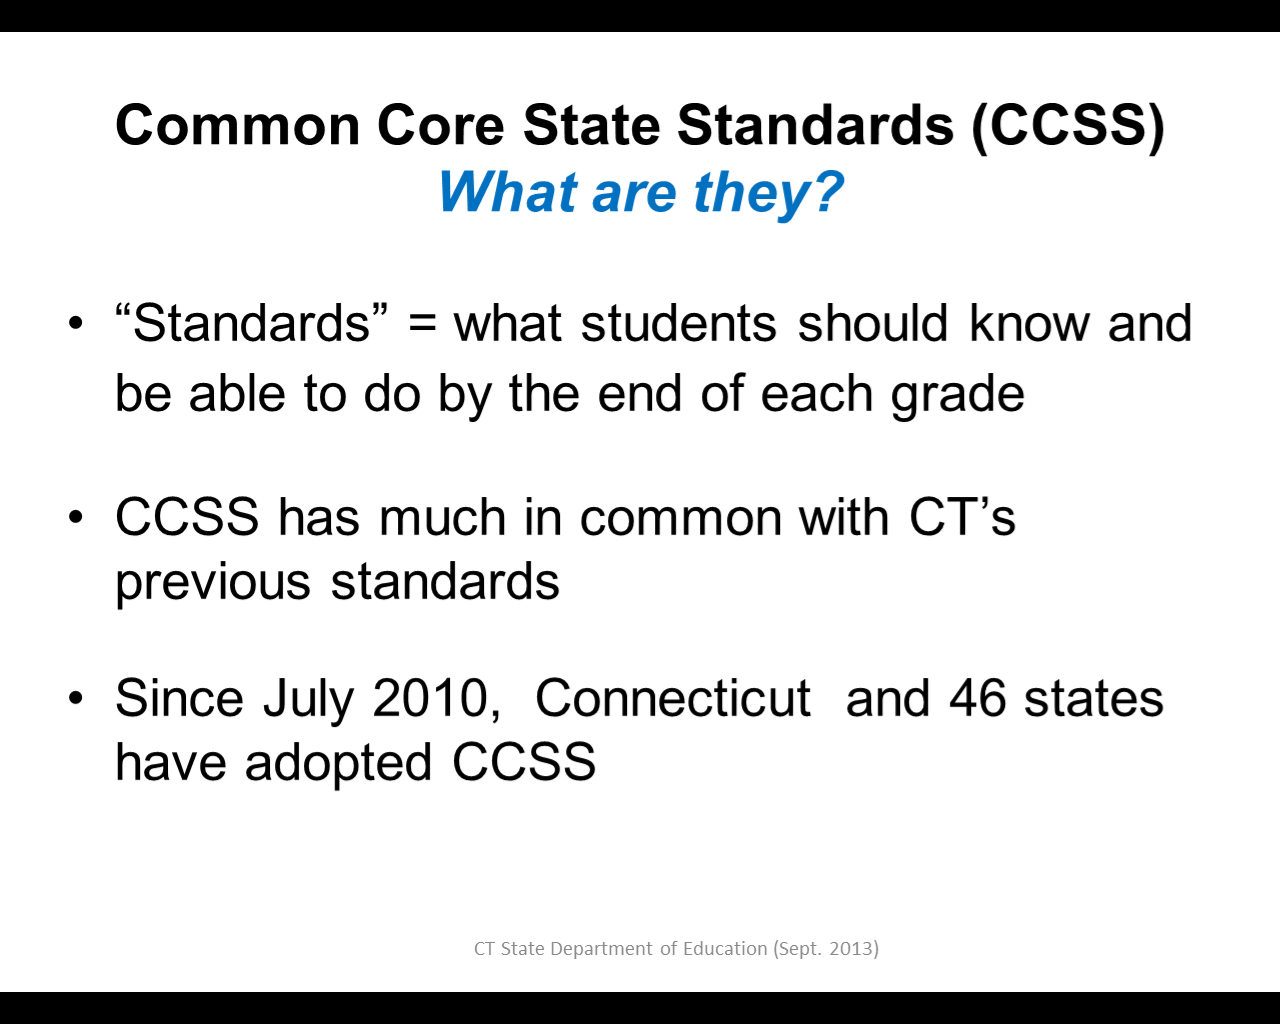 Common Core State Standards (CCSS)
What are they?
• “Standards” = what students should know and
be able to do by the end of each grade
• CCSS has much in common with CT’s
previous standards
• Since July 2010,  Connecticut  and 46 states
have adopted CCSS
CT State Department of Education (Sept. 2013)